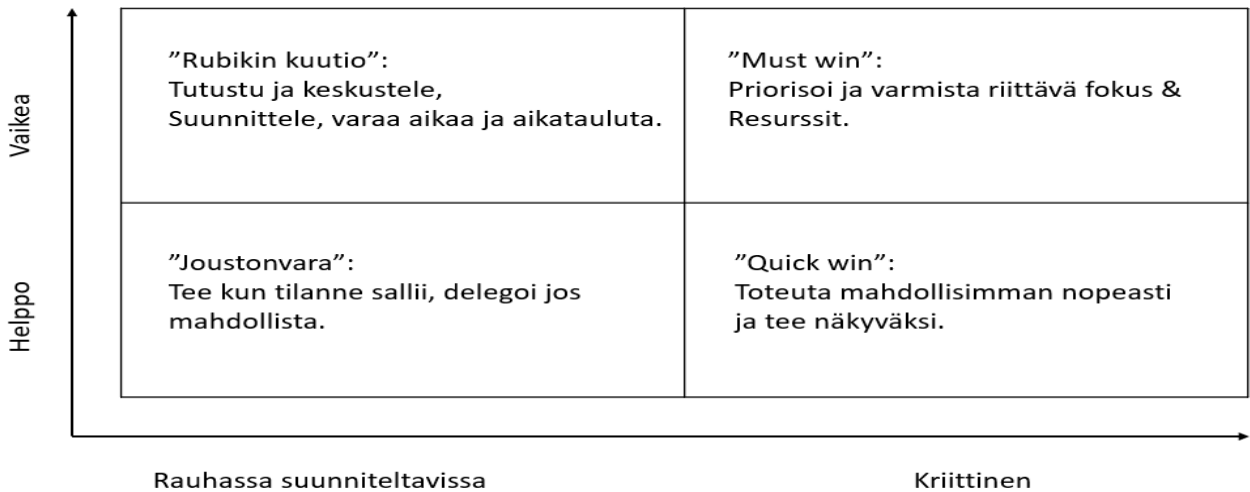 Vaikea
”Rubikin kuutio”:
Tutustu ja keskustele,
Suunnittele, varaa aikaa ja aikatauluta.
”Must win”:
Priorisoi ja varmista riittävä fokus &
Resurssit.
Helppo
”Joustonvara”:
Tee kun tilanne sallii, delegoi jos
mahdollista.
”Quick win”:
Toteuta mahdollisimman nopeasti
ja tee näkyväksi.
Rauhassa suunniteltavissa
Kriittinen